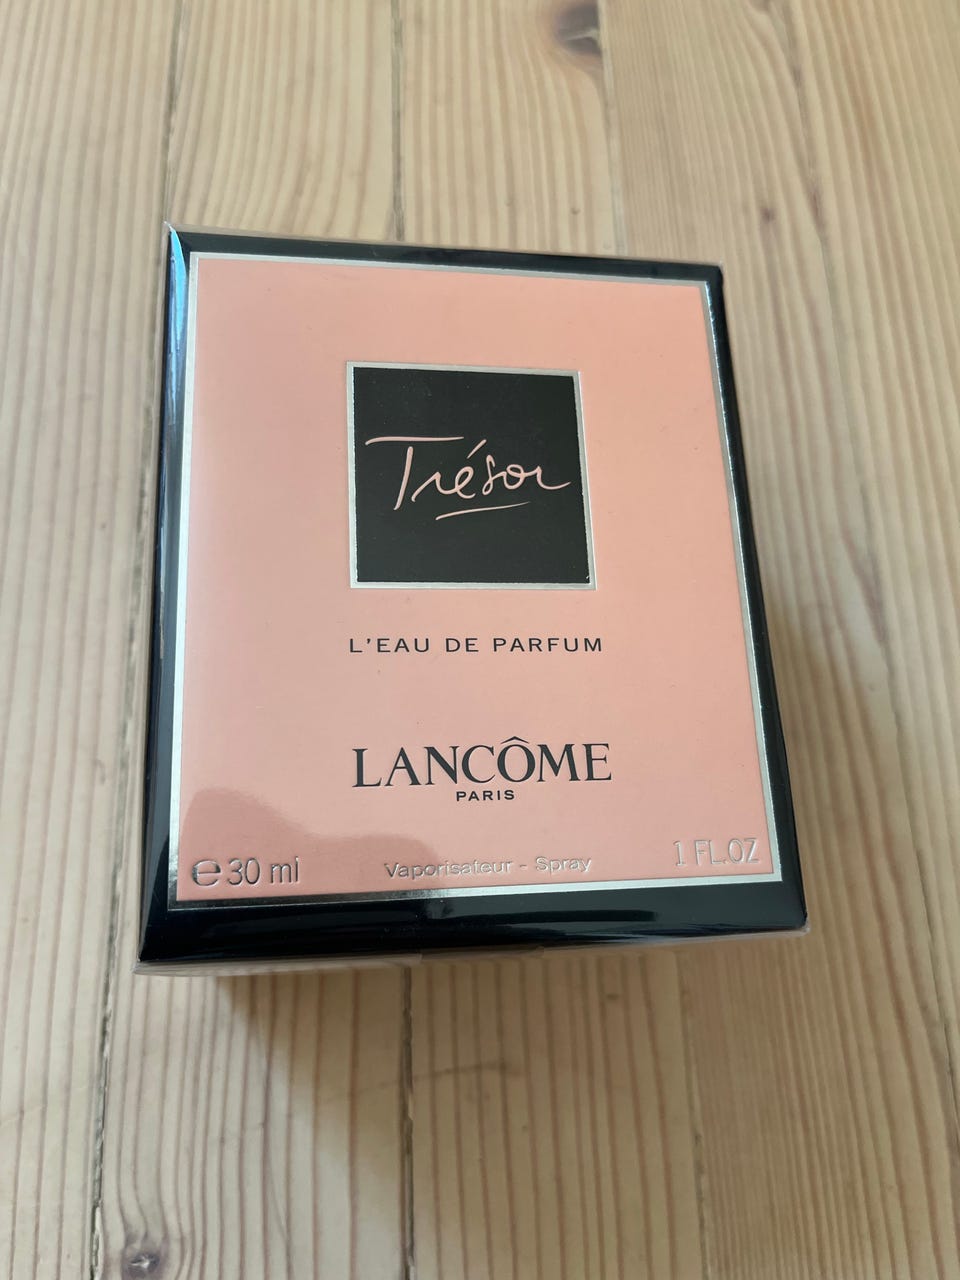 Trésor
L'EAU DE PARFUM
LANCÔME
PARIS
℮ 30 ml
Vaporisateur - Spray
1 FL.OZ